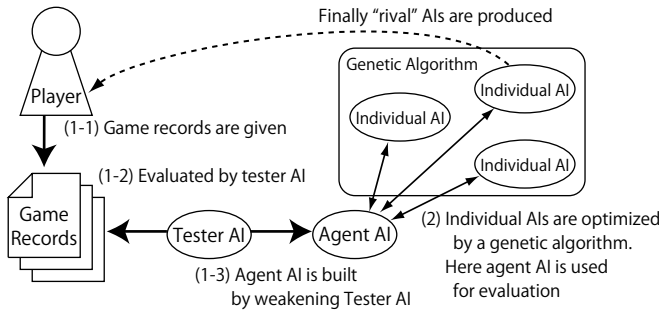 Finally “rival” AIs are produced
Genetic Algorithm
Player
Individual AI
Individual AI
(1-1) Game records are given
Individual AI
(1-2) Evaluated by tester AI
Game
Records
Tester AI
Agent AI
(2) Individual AIs are optimized
by a genetic algorithm.
Here agent AI is used
for evaluation
(1-3) Agent AI is built
by weakening Tester AI